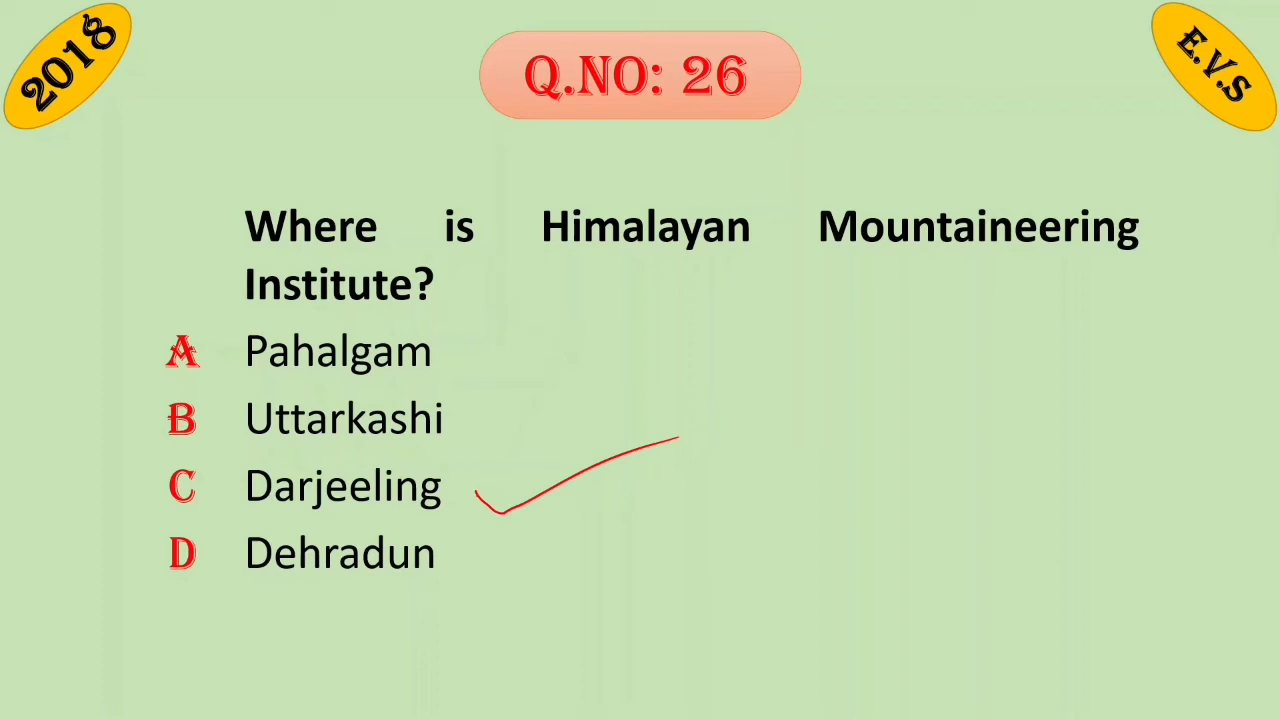 2018
Q.NO: 26
E.V.S
Where is Himalayan Mountaineering
Institute?
A Pahalgam
B Uttarkashi
C Darjeeling
D Dehradun